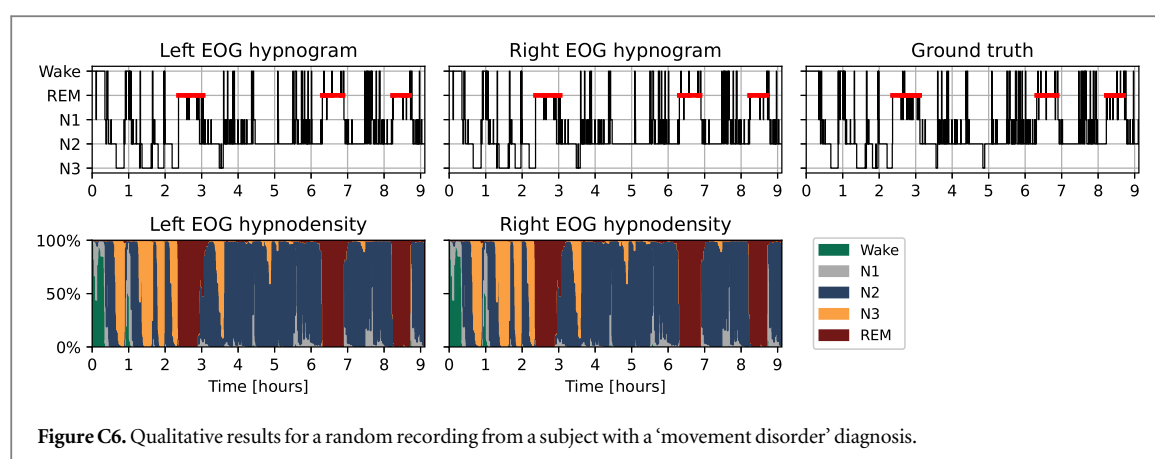 Left EOG hypnogram
Right EOG hypnogram
Ground truth
Wake
REM
N1
N2
N3
0 1 2 3 4 5 6 7 8 9
0 1 2 3 4 5 6 7 8 9
0 1 2 3 4 5 6 7 8 9
Left EOG hypnodensity
Right EOG hypnodensity
100%
50%
0%
0 1 2 3 4 5 6 7 8 9
0 1 2 3 4 5 6 7 8 9
Time [hours]
Time [hours]
Wake
N1
N2
N3
REM
Figure C6. Qualitative results for a random recording from a subject with a ‘movement disorder’ diagnosis.